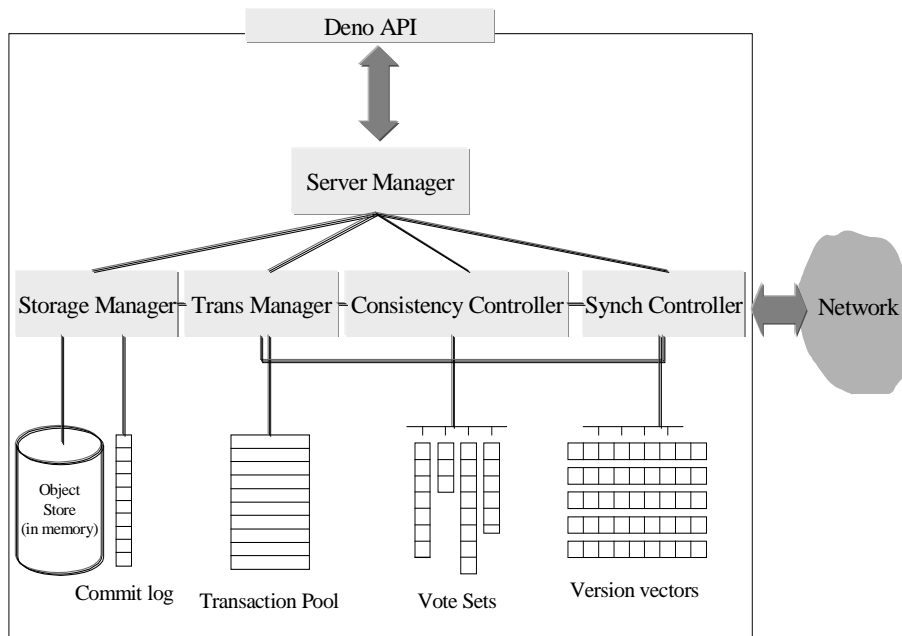 Deno API
Server Manager
Storage Manager
Trans Manager
Consistency Controller
Synch Controller
Network
Object
Store
(in memory)
Commit log
Transaction Pool
Vote Sets
Version vectors